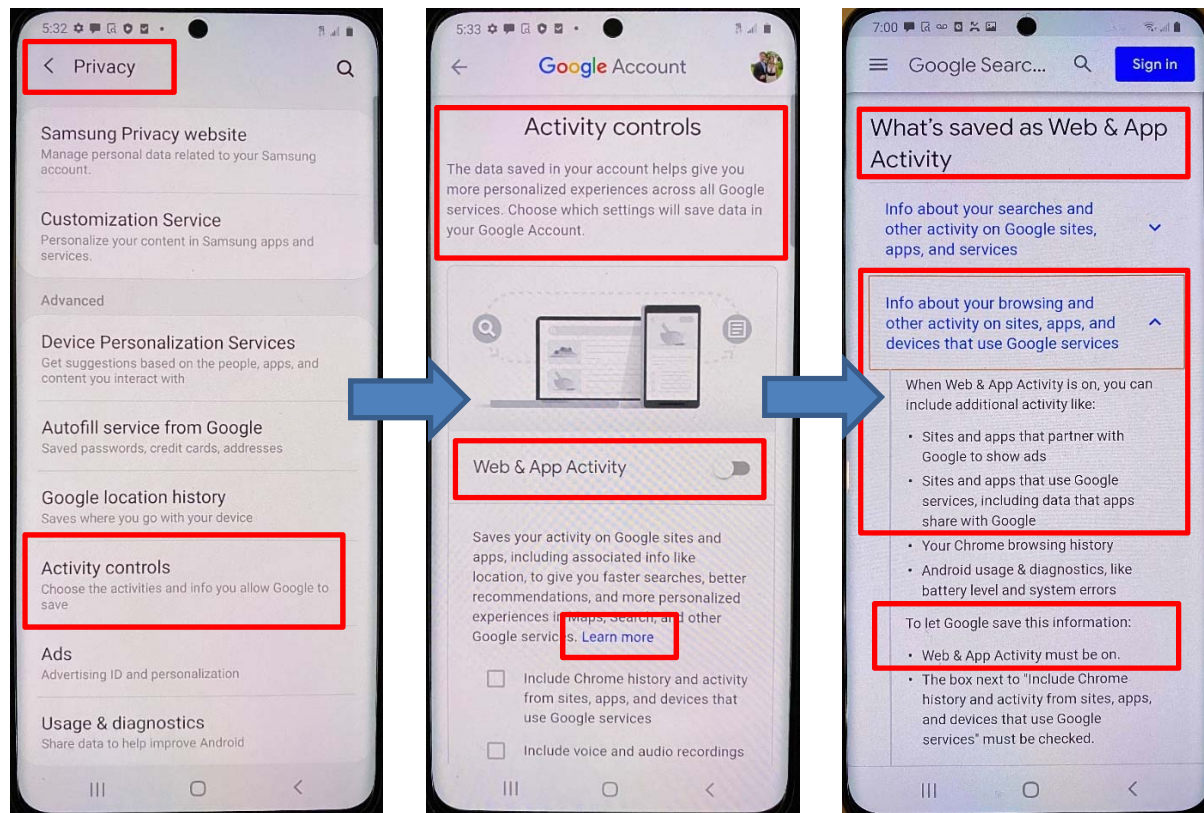 5:32
Privacy
Samsung Privacy website
Manage personal data related to your Samsung
account.
Customization Service
Personalize your content in Samsung apps and
services.
Advanced
Device Personalization Services
Get suggestions based on the people, apps, and
content you interact with
Autofill service from Google
Saved passwords, credit cards, addresses
Google location history
Saves where you go with your device
Activity controls
Choose the activities and info you allow Google to
save
Ads
Advertising ID and personalization
Usage & diagnostics
Share data to help improve Android
5:33
Google Account
Activity controls
The data saved in your account helps give you
more personalized experiences across all Google
services. Choose which settings will save data in
your Google Account.
Web & App Activity
Saves your activity on Google sites and
apps, including associated info like
location, to give you faster searches, better
recommendations, and more personalized
experiences in Maps, Search, and other
Google services. Learn more
Include Chrome history and activity
from sites, apps, and devices that
use Google services
Include voice and audio recordings
7:00
Google Searc...
Sign in
What's saved as Web & App
Activity
Info about your searches and
other activity on Google sites,
apps, and services
Info about your browsing and
other activity on sites, apps, and
devices that use Google services
When Web & App Activity is on, you can
include additional activity like:
• Sites and apps that partner with
Google to show ads
• Sites and apps that use Google
services, including data that apps
share with Google
• Your Chrome browsing history
• Android usage & diagnostics, like
battery level and system errors
To let Google save this information:
• Web & App Activity must be on.
• The box next to "Include Chrome
history and activity from sites, apps,
and devices that use Google
services" must be checked.